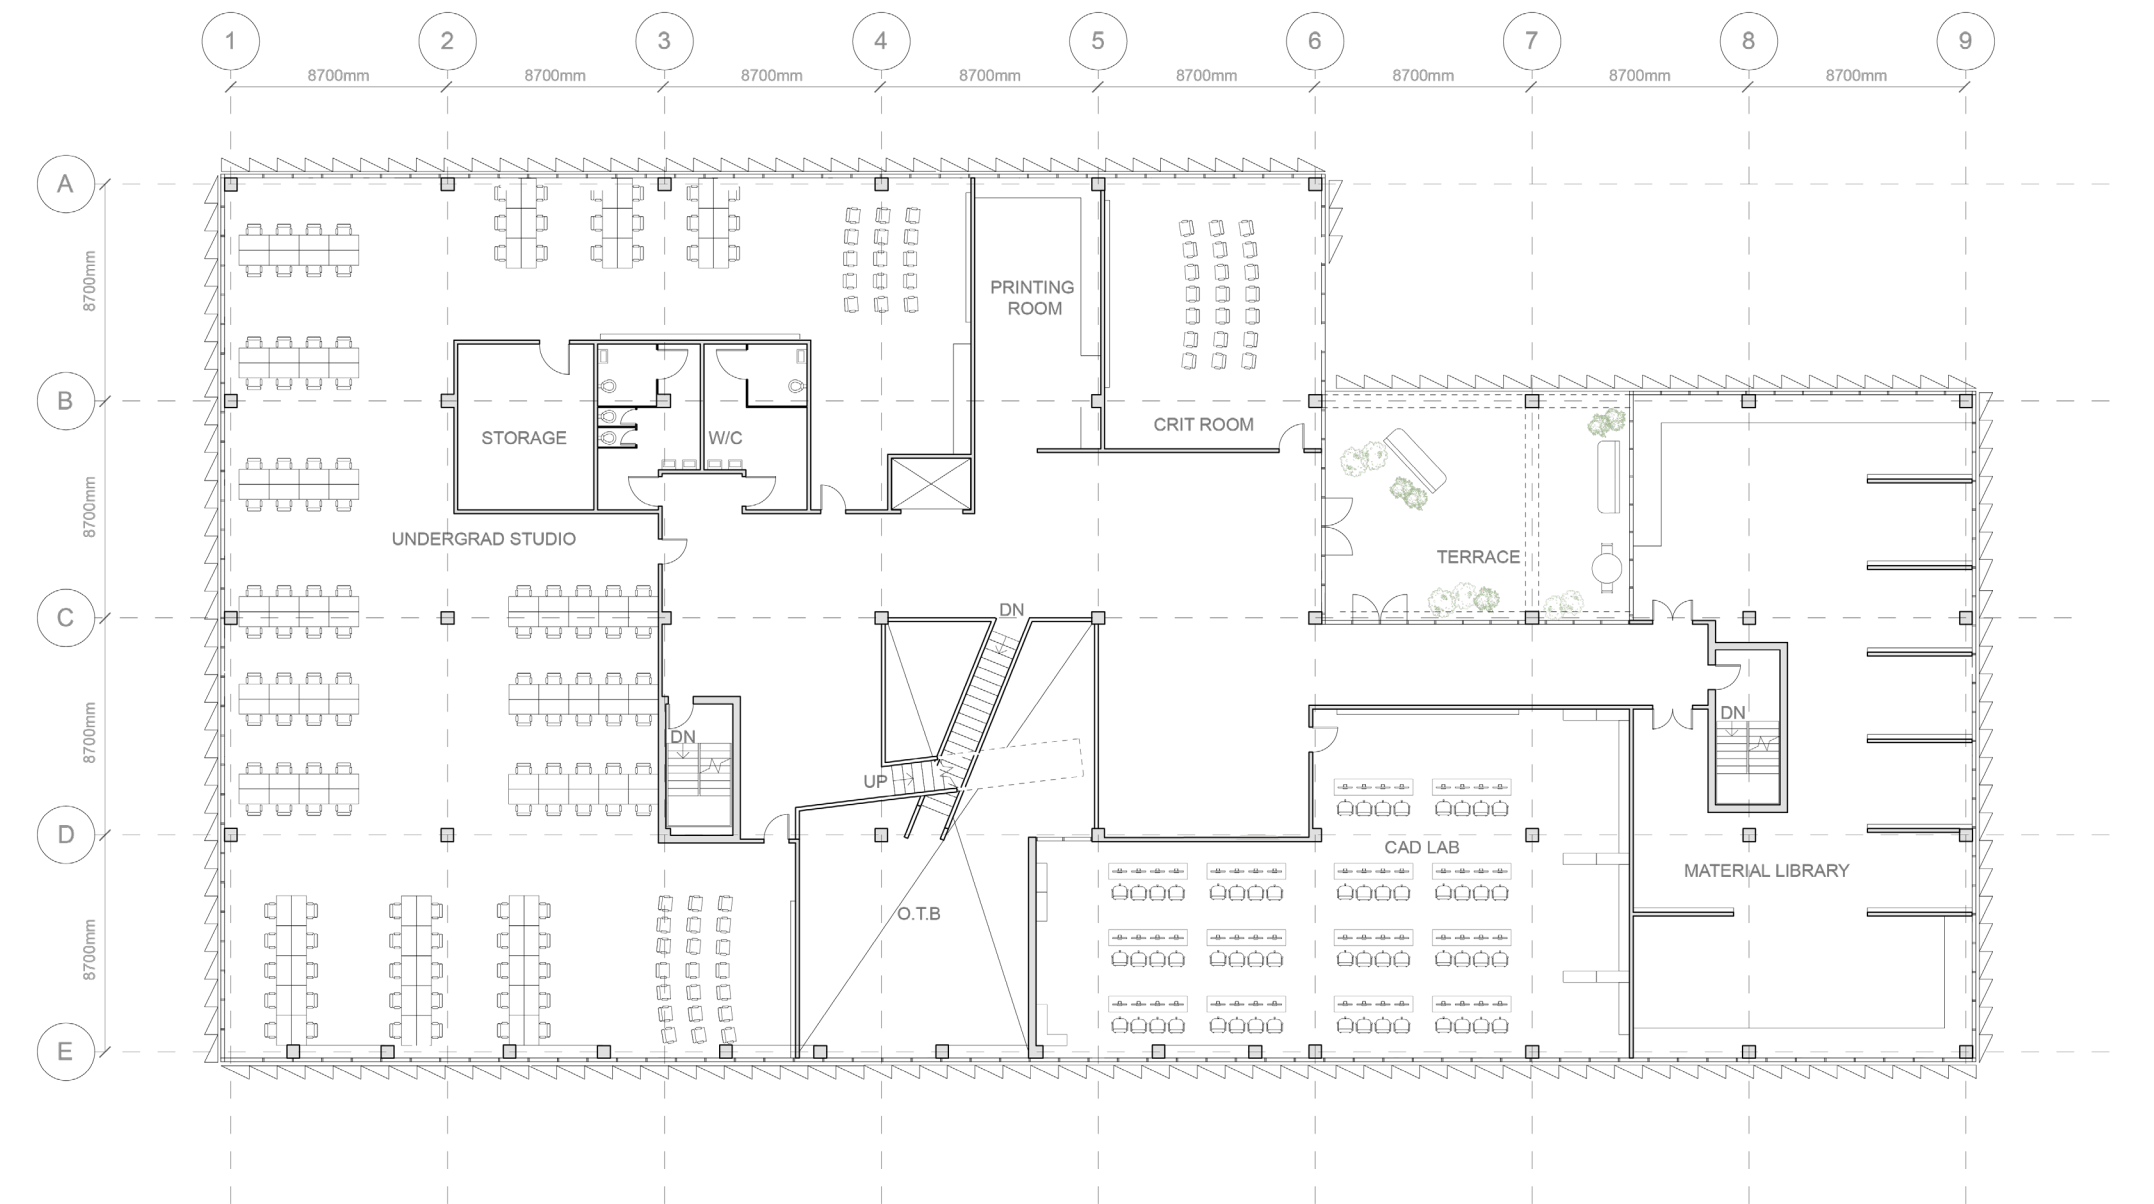 1 2 3 4 5 6 7 8 9
8700mm 8700mm 8700mm 8700mm 8700mm 8700mm 8700mm 8700mm
A
8700mm
PRINTING
ROOM
B
CRIT ROOM
STORAGE
W/C
8700mm
UNDERGRAD STUDIO
TERRACE
C
DN
8700mm
DN
DN
UP
D
CAD LAB
MATERIAL LIBRARY
O.T.B
8700mm
E